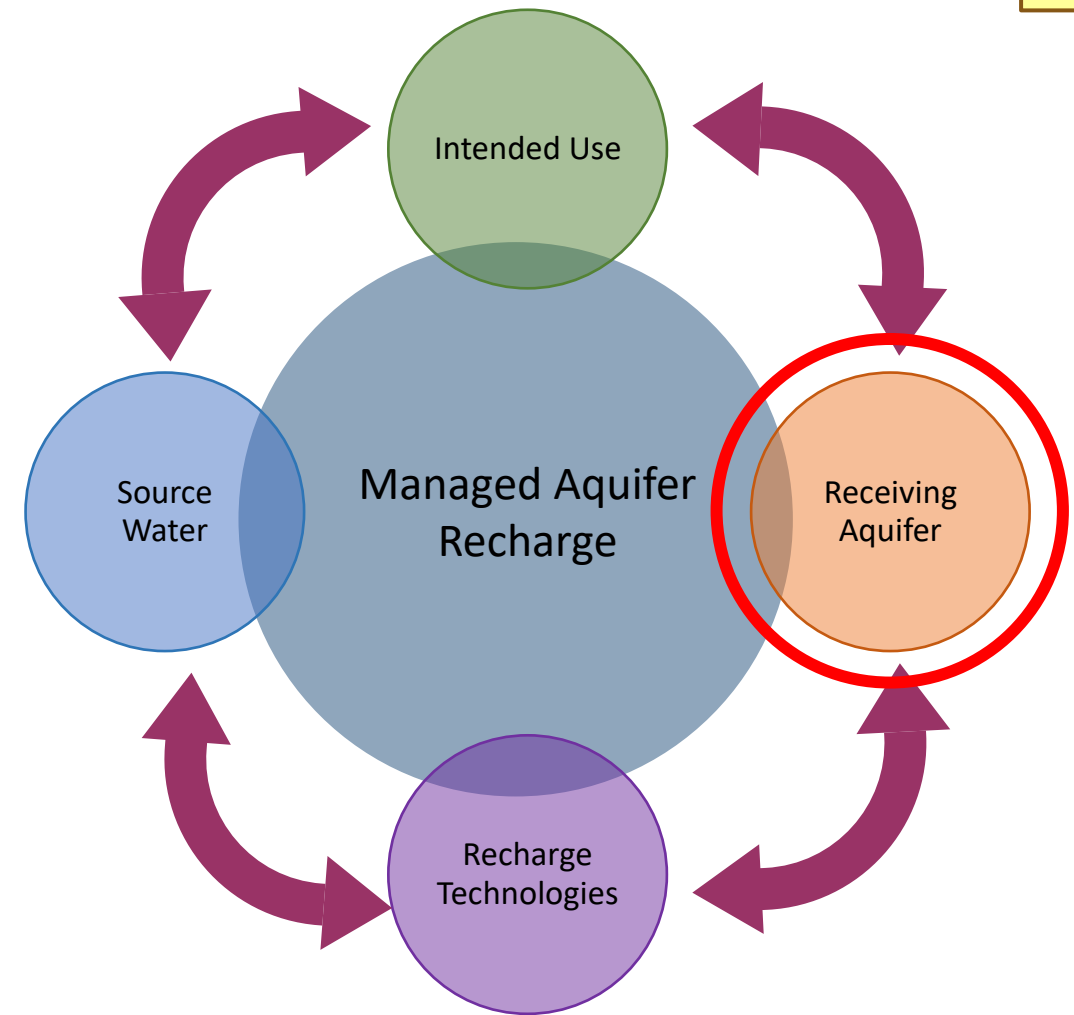 Intended Use
Source
Water
Managed Aquifer
Recharge
Receiving
Aquifer
Recharge
Technologies